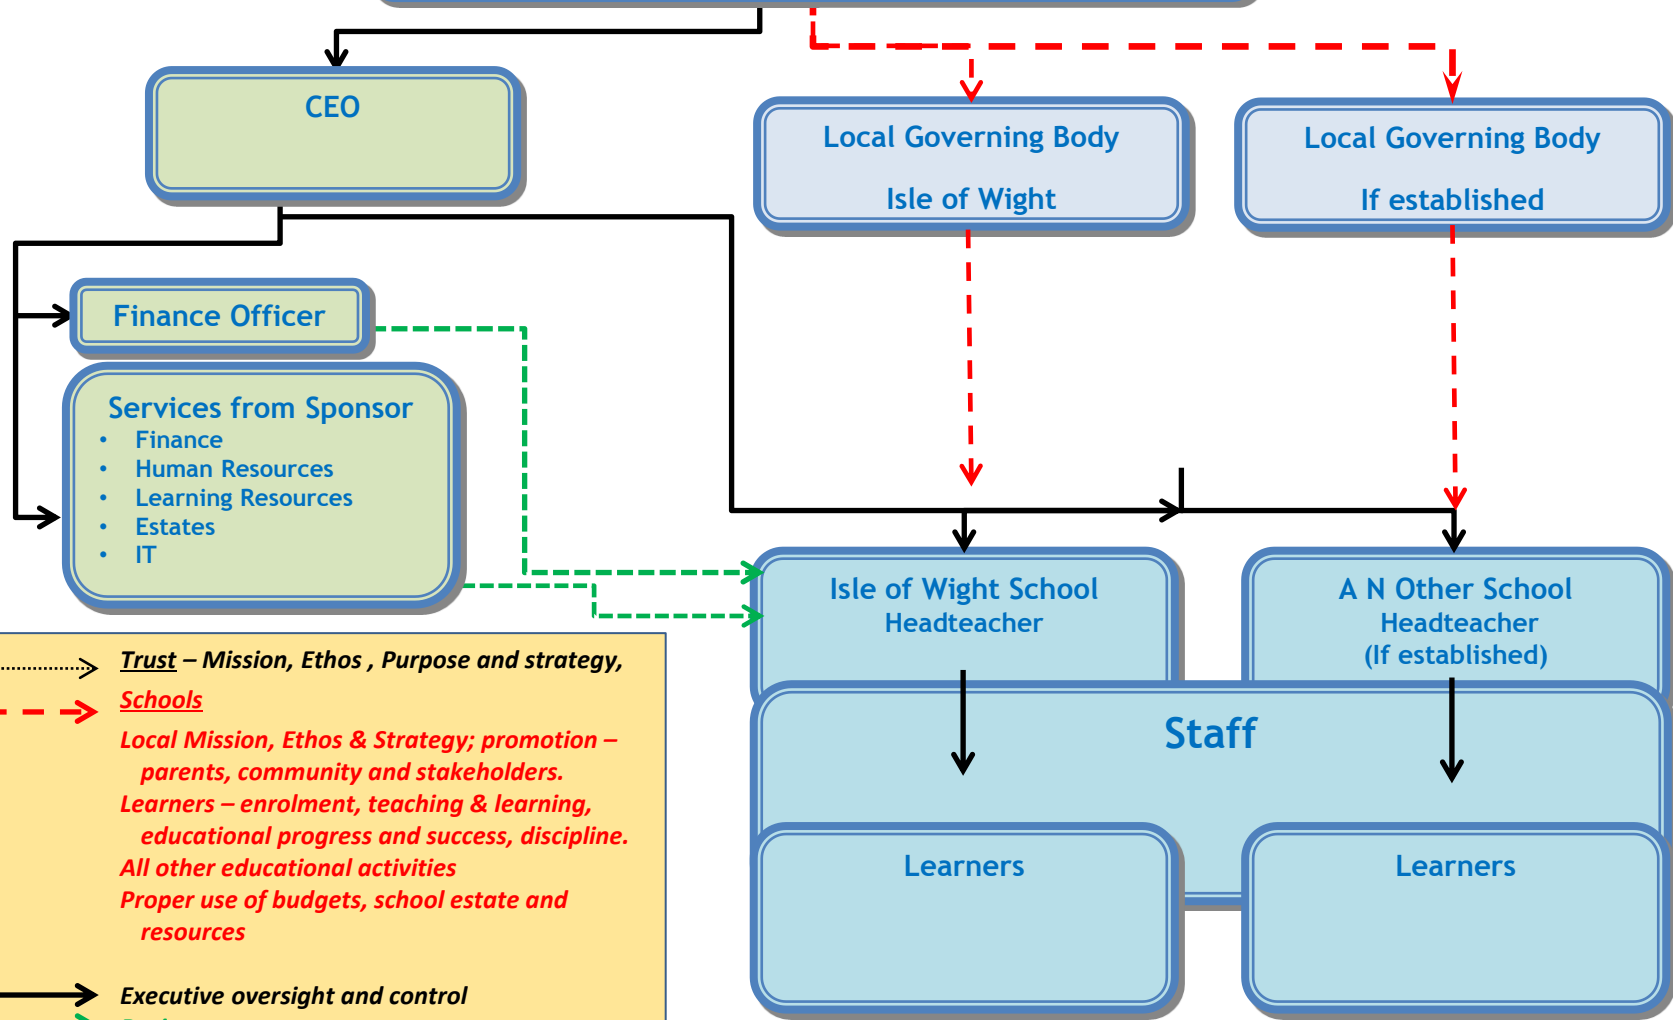 CEO
Local Governing Body
Isle of Wight
Local Governing Body
If established
Finance Officer
Services from Sponsor
• Finance
• Human Resources
• Learning Resources
• Estates
• IT
Isle of Wight School
Headteacher
A N Other School
Headteacher
(If established)
Staff
Learners
Learners
Trust – Mission, Ethos , Purpose and strategy,
Schools
Local Mission, Ethos & Strategy; promotion –
parents, community and stakeholders.
Learners – enrolment, teaching & learning,
educational progress and success, discipline.
All other educational activities
Proper use of budgets, school estate and
resources
Executive oversight and control